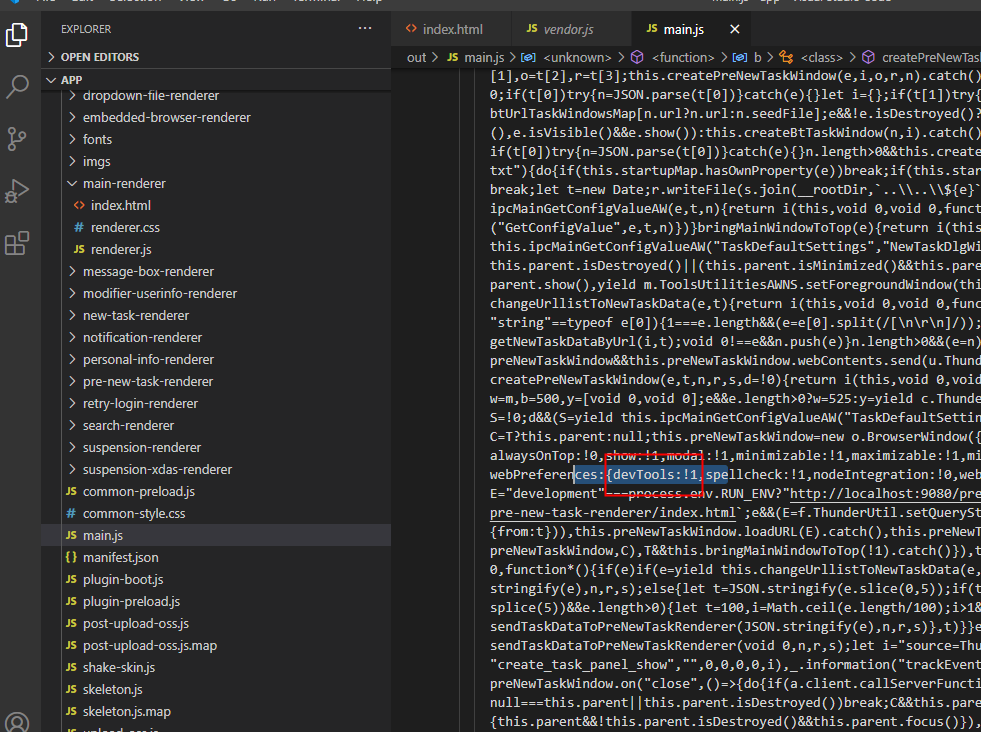 index.html
vendor.js
main.js
EXPLORER
OPEN EDITORS
APP
dropdown-file-renderer
embedded-browser-renderer
fonts
imgs
main-renderer
index.html
renderer.css
renderer.js
message-box-renderer
modifier-userinfo-renderer
new-task-renderer
notification-renderer
personal-info-renderer
pre-new-task-renderer
retry-login-renderer
search-renderer
suspension-renderer
suspension-xdas-renderer
common-preload.js
common-style.css
main.js
manifest.json
plugin-boot.js
plugin-preload.js
post-upload-oss.js
post-upload-oss.js.map
shake-skin.js
skeleton.js
skeleton.js.map
out > JS main.js > <unknown> > <function> > b > <class> > createPreNewTas
[1],o=t[2],r=t[3];this.createPreNewTaskWindow(e,i,o,r,n).catch()
0;if(t[0])try{n=JSON.parse(t[0])}catch(e){}let i={};if(t[1])try{
btUrlTaskWindowsMap[n.url?n.url:n.seedFile];e&&!e.isDestroyed()?
(),e.isVisible()&&e.show()):this.createBtTaskWindow(n,i).catch()
if(t[0])try{n=JSON.parse(t[0])}catch(e){}n.length>0&&this.create
txt"){do{if(this.startupMap.hasOwnProperty(e))break;if(this.star
break;let t=new Date;r.writeFile(s.join(__rootDir,`..\\..\\${e}`
ipcMainGetConfigValueAW(e,t,n){return i(this,void 0,void 0,funct
("GetConfigValue",e,t,n)})}bringMainWindowToTop(e){return i(this
this.ipcMainGetConfigValueAW("TaskDefaultSettings","NewTaskDlgWi
this.parent.isDestroyed()||(this.parent.isMinimized()&&this.pare
parent.show(),yield m.ToolsUtilitiesAWNS.setForegroundWindow(thi
changeUrllistToNewTaskData(e,t){return i(this,void 0,void 0,func
"string"==typeof e[0]){1===e.length&&(e=e[0].split(/[\n\r\n]/));
getNewTaskDataByUrl(i,t);void 0!==e&&n.push(e)}n.length>0&&(e=n)
preNewTaskWindow&&this.preNewTaskWindow.webContents.send(u.Thund
createPreNewTaskWindow(e,t,n,r,s,d=!0){return i(this,void 0,void
w=m,b=500,y=[void 0,void 0];e&&e.length>0?w=525:y=yield c.Thunde
S=!0;d&&(S=yield this.ipcMainGetConfigValueAW("TaskDefaultSettin
C=T?this.parent:null;this.preNewTaskWindow=new o.BrowserWindow({
alwaysOnTop:!0,show:!1,modal:!1,minimizable:!1,maximizable:!1,mi
webPreferences:{devTools:!1,spellcheck:!1,nodeIntegration:!0,web
E="development"===process.env.RUN_ENV?"http://localhost:9080/pre
pre-new-task-renderer/index.html`;e&&(E=f.ThunderUtil.setQuerySt
{from:t})),this.preNewTaskWindow.loadURL(E).catch(),this.preNewT
preNewTaskWindow,C),T&&this.bringMainWindowToTop(!1).catch()}),t
0,function*(){if(e)if(e=yield this.changeUrllistToNewTaskData(e,
stringify(e),n,r,s);else{let t=JSON.stringify(e.slice(0,5));if(t
splice(5))&&e.length>0){let t=100,i=Math.ceil(e.length/100);i>1&
sendTaskDataToPreNewTaskRenderer(JSON.stringify(e),n,r,s)},t)}}e
sendTaskDataToPreNewTaskRenderer(void 0,n,r,s);let i="source=Thu
"create_task_panel_show","",0,0,0,0,i),_.information("trackEvent
preNewTaskWindow.on("close",()=>{do{if(a.client.callServerFuncti
null===this.parent||this.parent.isDestroyed())break;C&&this.pare
{this.parent&&!this.parent.isDestroyed()&&this.parent.focus()}),